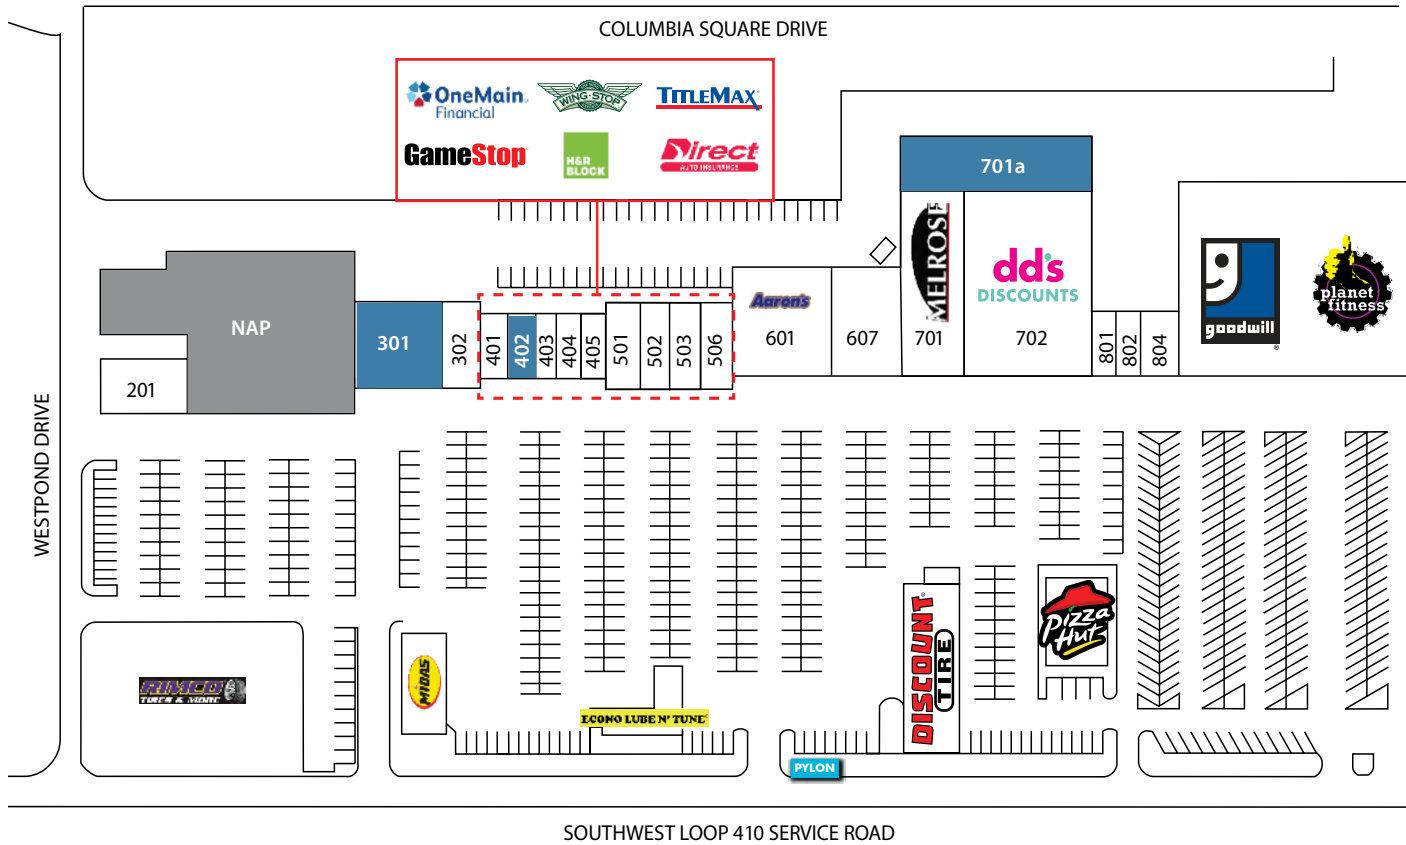 COLUMBIA SQUARE DRIVE
OneMain
Financial
WING·STOP
TITLEMAX
GameStop
H&R
BLOCK
Direct
AUTO INSURANCE
701a
MELROSE
dd's
DISCOUNTS
goodwill
planet
fitness
NAP
201
301
302
401
402
403
404
405
501
502
503
506
Aaron's
601
607
701
702
801
802
804
WESTPOND DRIVE
RIMCO
TIRES & MORE
MIDAS
ECONO LUBE N' TUNE
DISCOUNT
TIRE
Pizza
Hut
PYLON
SOUTHWEST LOOP 410 SERVICE ROAD